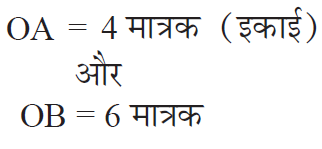 OA = 4 मात्रक (इकाई)
और
OB = 6 मात्रक